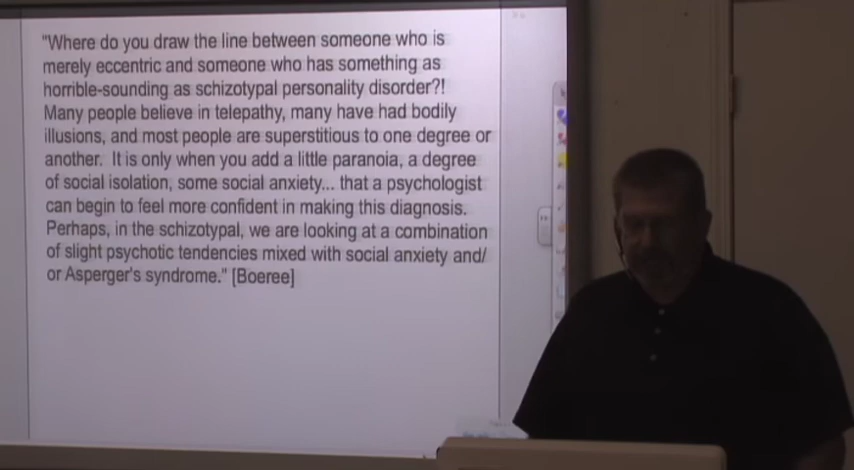 "Where do you draw the line between someone who is
merely eccentric and someone who has something as
horrible-sounding as schizotypal personality disorder?!
Many people believe in telepathy, many have had bodily
illusions, and most people are superstitious to one degree or
another. It is only when you add a little paranoia, a degree
of social isolation, some social anxiety... that a psychologist
can begin to feel more confident in making this diagnosis.
Perhaps, in the schizotypal, we are looking at a combination
of slight psychotic tendencies mixed with social anxiety and/
or Asperger's syndrome." [Boeree]